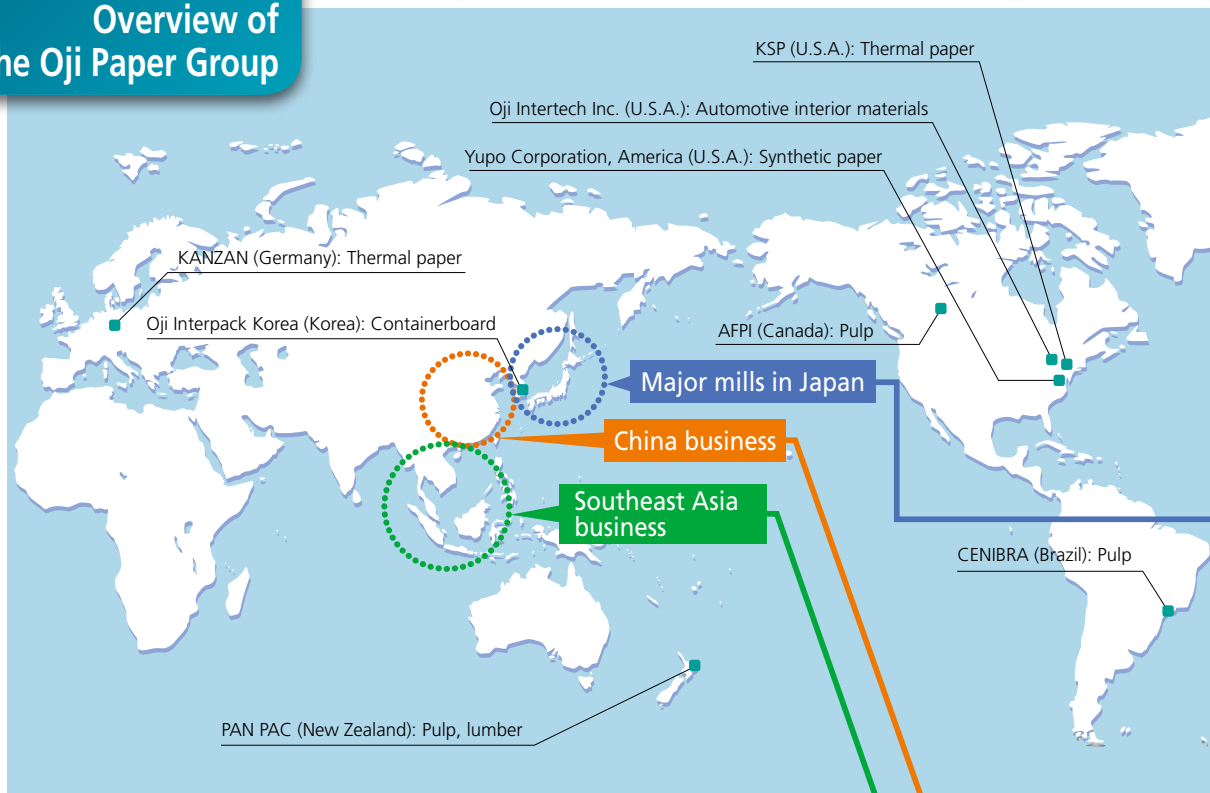 Overview of
he Oji Paper Group
KSP (U.S.A.): Thermal paper
Oji Intertech Inc. (U.S.A.): Automotive interior materials
Yupo Corporation, America (U.S.A.): Synthetic paper
KANZAN (Germany): Thermal paper
Oji Interpack Korea (Korea): Containerboard
AFPI (Canada): Pulp
Major mills in Japan
China business
Southeast Asia
business
CENIBRA (Brazil): Pulp
PAN PAC (New Zealand): Pulp, lumber